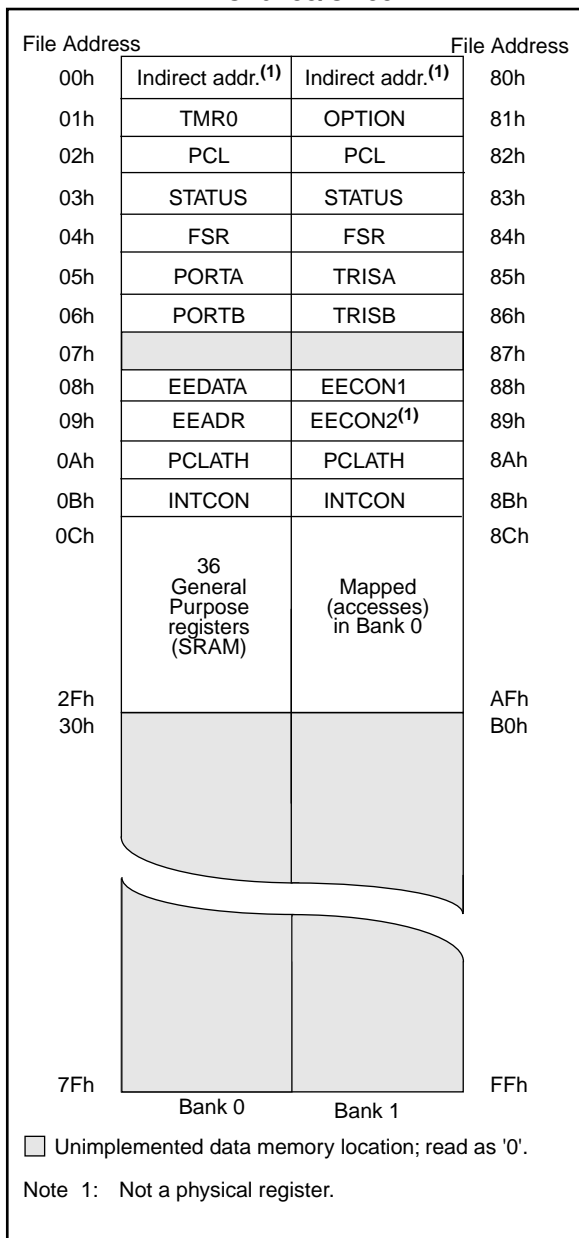 File Address File Address
00h Indirect addr.(1) Indirect addr.(1) 80h
01h TMR0 OPTION 81h
02h PCL PCL 82h
03h STATUS STATUS 83h
04h FSR FSR 84h
05h PORTA TRISA 85h
06h PORTB TRISB 86h
07h 87h
08h EEDATA EECON1 88h
09h EEADR EECON2(1) 89h
0Ah PCLATH PCLATH 8Ah
0Bh INTCON INTCON 8Bh
0Ch 8Ch
36
General
Purpose
registers
(SRAM)
Mapped
(accesses)
in Bank 0
2Fh AFh
30h B0h
7Fh FFh
Bank 0 Bank 1
Unimplemented data memory location; read as '0'.
Note 1: Not a physical register.